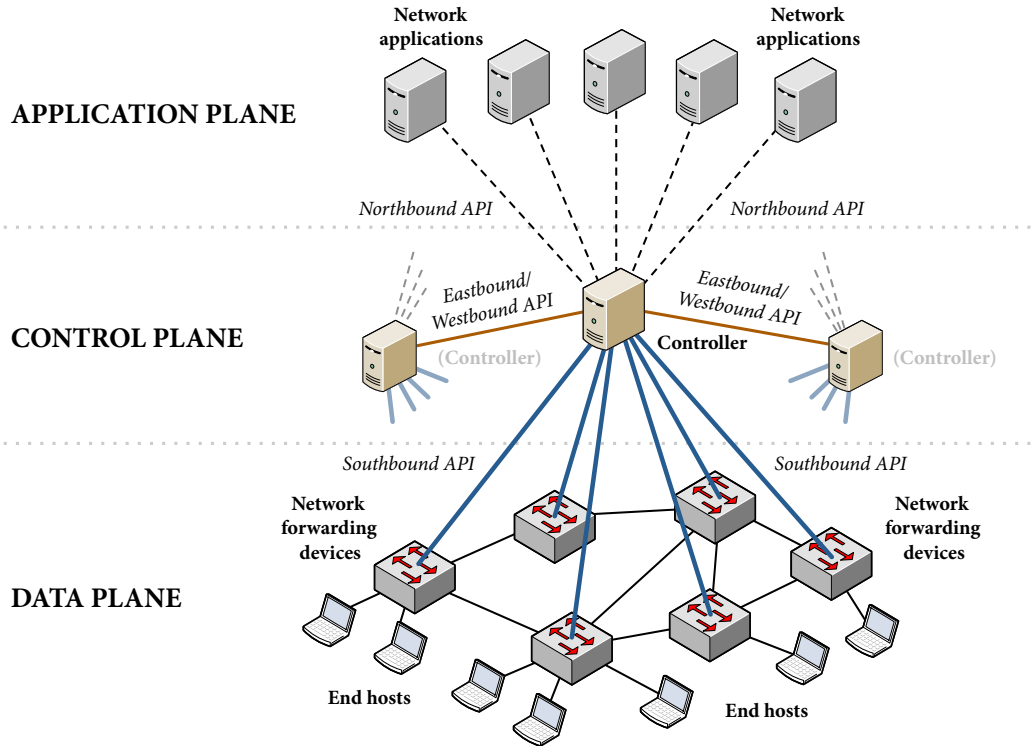 Network
applications
Network
applications
APPLICATION PLANE
Northbound API
Northbound API
Eastbound/
Westbound API
Eastbound/
Westbound API
CONTROL PLANE
(Controller)
Controller
(Controller)
Southbound API
Southbound API
Network
forwarding
devices
Network
forwarding
devices
DATA PLANE
End hosts
End hosts